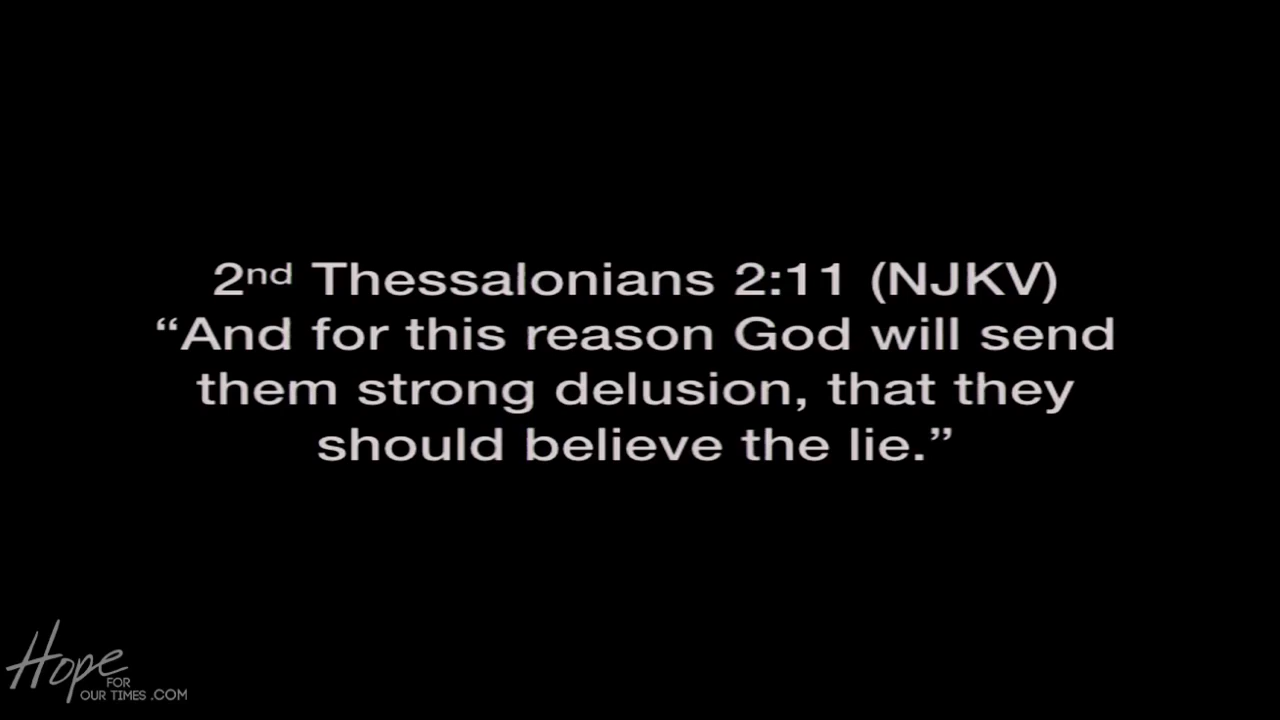 2nd Thessalonians 2:11 (NJKV)
“And for this reason God will send
them strong delusion, that they
should believe the lie.”
Hope
FOR
OUR TIMES .COM